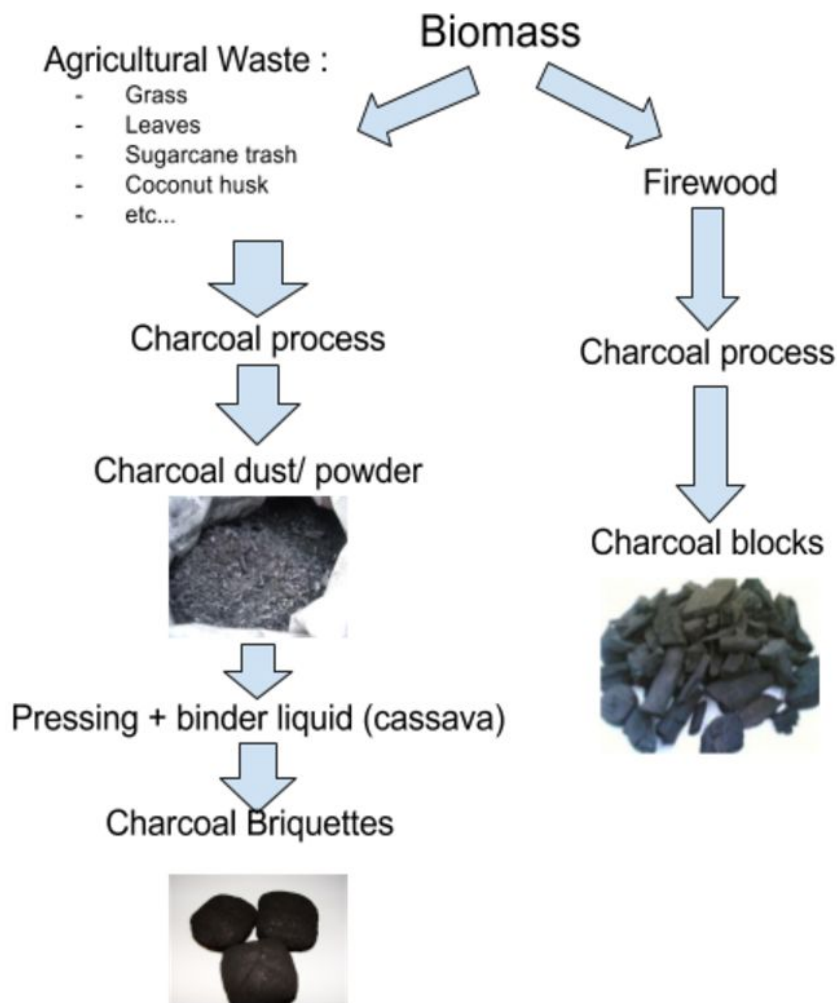 Biomass
Agricultural Waste :
- Grass
- Leaves
- Sugarcane trash
- Coconut husk
- etc...
Charcoal process
Charcoal dust/ powder
Pressing + binder liquid (cassava)
Charcoal Briquettes
Firewood
Charcoal process
Charcoal blocks